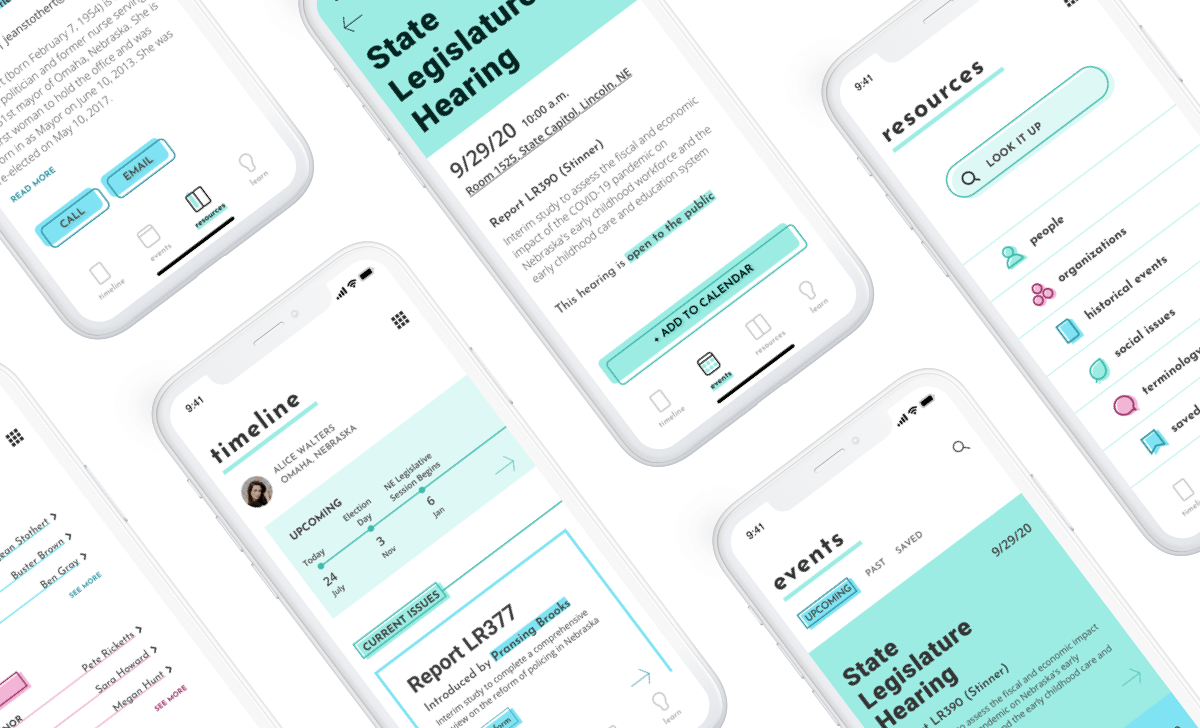 jeanstothert@
t (born February 7, 1954) is
politician and former nurse serving
51st mayor of Omaha, Nebraska. She is
first woman to hold the office and was
orn in as Mayor on June 10, 2013. She was
re-elected on May 10, 2017.
READ MORE
CALL
EMAIL
timeline
events
resources
learn
State
Legislature
Hearing
9/29/20 10:00 a.m.
Room 1525, State Capitol, Lincoln, NE
Report LR390 (Stinner)
Interim study to assess the fiscal and economic
impact of the COVID-19 pandemic on
Nebraska's early childhood workforce and the
early childhood care and education system
This hearing is open to the public
+ ADD TO CALENDAR
timeline
events
resources
learn
9:41
resources
LOOK IT UP
people
organizations
historical events
social issues
terminology
saved
timeline
Jean Stothert
Buster Brown
Ben Gray
SEE MORE
Pete Ricketts
Sara Howard
Megan Hunt
SEE MORE
NOR
9:41
timeline
ALICE WALTERS
OMAHA, NEBRASKA
UPCOMING
Today
24
July
Election
Day
3
Nov
NE Legislative
Session Begins
6
Jan
CURRENT ISSUES
Report LR377
Introduced by Pransing Brooks
Interim study to complete a comprehensive
review on the reform of policing in Nebraska
form
learn
9:41
events
UPCOMING
PAST
SAVED
9/29/20
State
Legislature
Hearing
LR390 (Stinner)
to assess the fiscal and economic impact
pandemic on Nebraska's early
and the early childhood care and